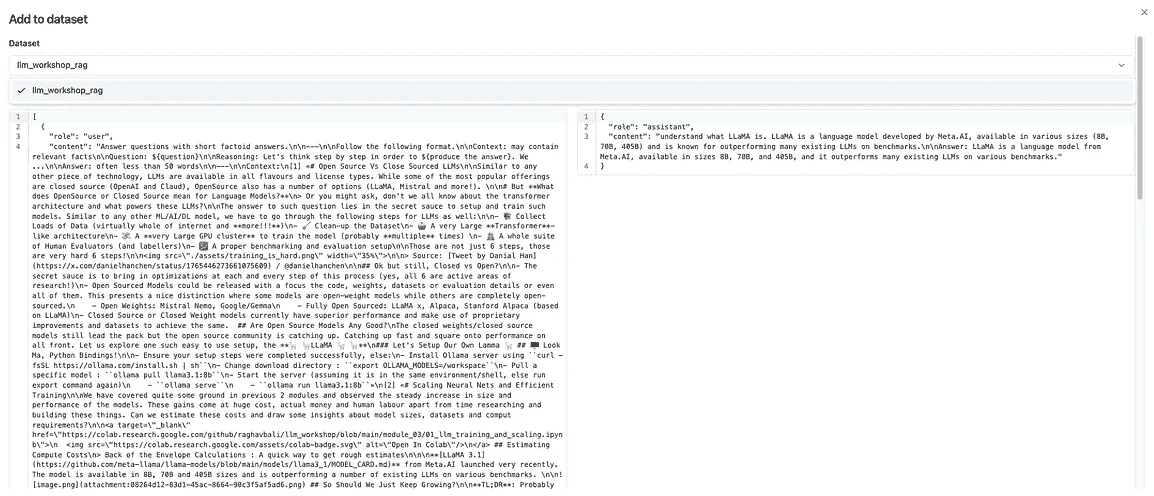 Add to dataset
Dataset
llm_workshop_rag
llm_workshop_rag
1 [
2 {
3 "role": "user",
4 "content": "Answer questions with short factoid answers.\n\n---\n\nFollow the following format.\n\nContext: may contain
relevant facts\n\nQuestion: ${question}\n\nReasoning: Let's think step by step in order to ${produce the answer}. We
...\n\nAnswer: often less than 50 words\n\n---\n\nContext:\n[1] «# Open Source Vs Close Sourced LLMs\n\nSimilar to any
other piece of technology, LLMs are available in all flavours and license types. While some of the most popular offerings
are closed source (OpenAI and Claud), OpenSource also has a number of options (LLaMA, Mistral and more!). \n\n# But **What
does OpenSource or Closed Source mean for Language Models?**\n> Or you might ask, don't we all know about the transformer
architecture and what powers these LLMs?\n\nThe answer to such question lies in the secret sauce to setup and train such
models. Similar to any other ML/AI/DL model, we have to go through the following steps for LLMs as well:\n\n- Collect
Loads of Data (virtually whole of internet and **more!!!**)\n- Clean-up the Dataset\n- A very Large **Transformer**-
like architecture\n- A **very Large GPU cluster** to train the model (probably **multiple** times) \n- A whole suite
of Human Evaluators (and labellers)\n- A proper benchmarking and evaluation setup\n\nThose are not just 6 steps, those
are very hard 6 steps!\n\n<img src=\"./assets/training_is_hard.png\" width=\"35%\">\n\n> Source: [Tweet by Danial Han]
(https://x.com/danielhanchen/status/1765446273661075609) / @danielhanchen\n\n## Ok but still, Closed vs Open?\n\n- The
secret sauce is to bring in optimizations at each and every step of this process (yes, all 6 are active areas of
research!)\n- Open Sourced Models could be released with a focus the code, weights, datasets or evaluation details or even
all of them. This presents a nice distinction where some models are open-weight models while others are completely open-
sourced.\n    - Open Weights: Mistral Nemo, Google/Gemma\n    - Fully Open Sourced: LLaMA x, Alpaca, Stanford Alpaca (based
on LLaMA)\n- Closed Source or Closed Weight models currently have superior performance and make use of proprietary
improvements and datasets to achieve the same.  ## Are Open Source Models Any Good?\nThe closed weights/closed source
models still lead the pack but the open source community is catching up. Catching up fast and square onto performance on
all front. Let us explore one such easy to use setup, the ** LLaMA **\n### Let's Setup Our Own Lamma ## Look
Ma, Python Bindings!\n\n- Ensure your setup steps were completed successfully, else:\n- Install Ollama server using ``curl -
fsSL https://ollama.com/install.sh | sh``\n- Change download directory : ``export OLLAMA_MODELS=/workspace``\n- Pull a
specific model : ``ollama pull llama3.1:8b``\n- Start the server (assuming it is in the same environment/shell, else run
export command again)\n    - ``ollama serve``\n    - ``ollama run llama3.1:8b``»\n[2] «# Scaling Neural Nets and Efficient
Training\n\nWe have covered quite some ground in previous 2 modules and observed the steady increase in size and
performance of the models. These gains come at huge cost, actual money and human labour apart from time researching and
building these things. Can we estimate these costs and draw some insights about model sizes, datasets and comput
requirements?\n\n<a target=\"_blank\"
href=\"https://colab.research.google.com/github/raghavbali/llm_workshop/blob/main/module_03/01_llm_training_and_scaling.ipyn
b\">\n  <img src=\"https://colab.research.google.com/assets/colab-badge.svg\" alt=\"Open In Colab\"/>\n</a> ## Estimating
Compute Costs\n> Back of the Envelope Calculations : A quick way to get rough estimates\n\n\n**[LLaMA 3.1]
(https://github.com/meta-llama/llama-models/blob/main/models/llama3_1/MODEL_CARD.md)** from Meta.AI launched very recently.
The model is available in 8B, 70B and 405B sizes and is outperforming a number of existing LLMs on various benchmarks. \n\n!
[image.png](attachment:08264d12-83d1-45ac-8664-90c3f5af5ad6.png) ## So Should We Just Keep Growing?\n\n**TL;DR**: Probably
1 {
2 "role": "assistant",
3 "content": "understand what LLaMA is. LLaMA is a language model developed by Meta.AI, available in various sizes (8B,
70B, 405B) and is known for outperforming many existing LLMs on benchmarks.\n\nAnswer: LLaMA is a language model from
Meta.AI, available in sizes 8B, 70B, and 405B, and it outperforms many existing LLMs on various benchmarks."
4 }